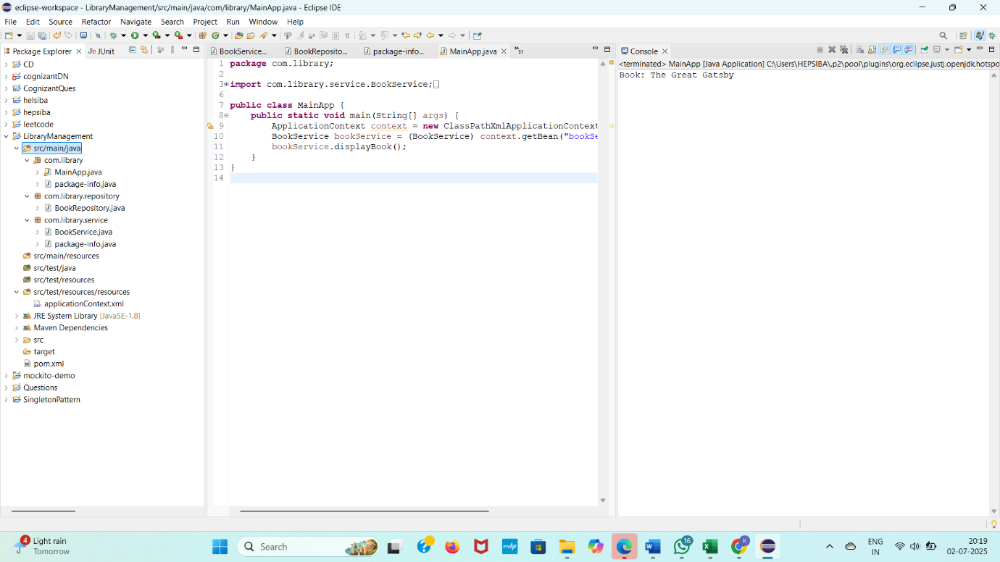 eclipse-workspace - LibraryManagement/src/main/java/com/library/MainApp.java - Eclipse IDE
File Edit Source Refactor Navigate Search Project Run Window Help
Package Explorer
JUnit
CD
cognizantDN
CognizantQues
helsiba
hepsiba
leetcode
LibraryManagement
src/main/java
com.library
MainApp.java
package-info.java
com.library.repository
BookRepository.java
com.library.service
BookService.java
package-info.java
src/main/resources
src/test/java
src/test/resources
src/test/resources/resources
applicationContext.xml
JRE System Library [JavaSE-1.8]
Maven Dependencies
src
target
pom.xml
mockito-demo
Questions
SingletonPattern
BookService... BookReposito... package-info... MainApp.java »31
1 package com.library;
2
3 import com.library.service.BookService;
6
7 public class MainApp {
8 public static void main(String[] args) {
9 ApplicationContext context = new ClassPathXmlApplicationContext
10 BookService bookService = (BookService) context.getBean("bookSe
11 bookService.displayBook();
12 }
13 }
14
Console
<terminated> MainApp [Java Application] C:\Users\HEPSIBA\.p2\pool\plugins\org.eclipse.justj.openjdk.hotspo
Book: The Great Gatsby
4
Light rain
Tomorrow
Search
myhp
16
K
ENG
IN
20:19
02-07-2025